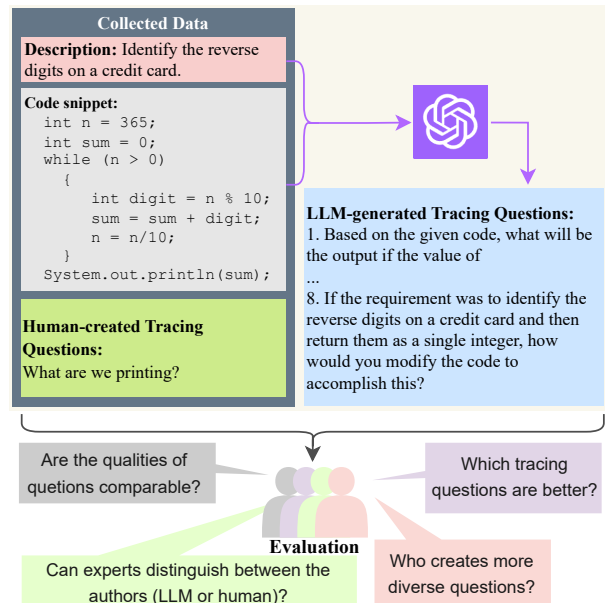 Collected Data
Description: Identify the reverse
digits on a credit card.
Code snippet:
int n = 365;
int sum = 0;
while (n > 0)
{
int digit = n % 10;
sum = sum + digit;
n = n/10;
}
System.out.println(sum);
Human-created Tracing
Questions:
What are we printing?
LLM-generated Tracing Questions:
1. Based on the given code, what will be
the output if the value of
...
8. If the requirement was to identify the
reverse digits on a credit card and then
return them as a single integer, how
would you modify the code to
accomplish this?
Are the qualities of
quetions comparable?
Which tracing
questions are better?
Evaluation
Can experts distinguish between the
authors (LLM or human)?
Who creates more
diverse questions?